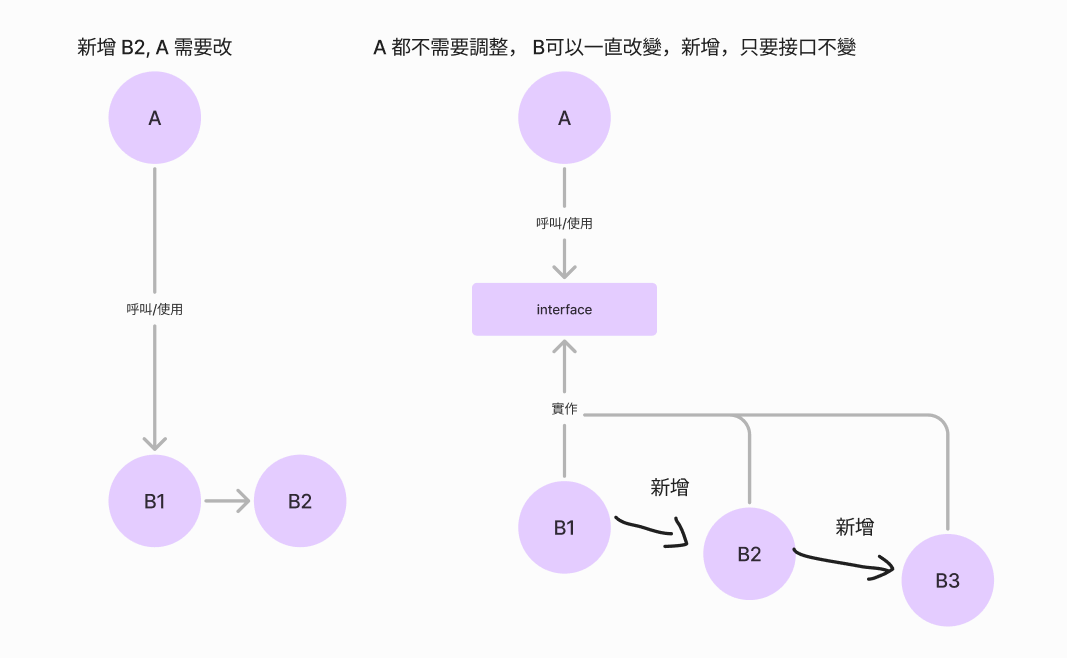 新增 B2, A 需要改
A 都不需要調整， B可以一直改變，新增，只要接口不變
A
A
呼叫/使用
呼叫/使用
interface
實作
新增
新增
B1
B2
B1
B2
B3